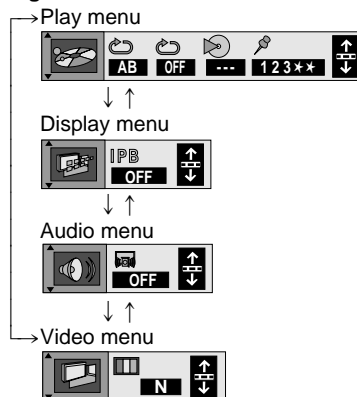 Play menu
AB OFF --- 123**
Display menu
IPB
OFF
Audio menu
OFF
Video menu
N